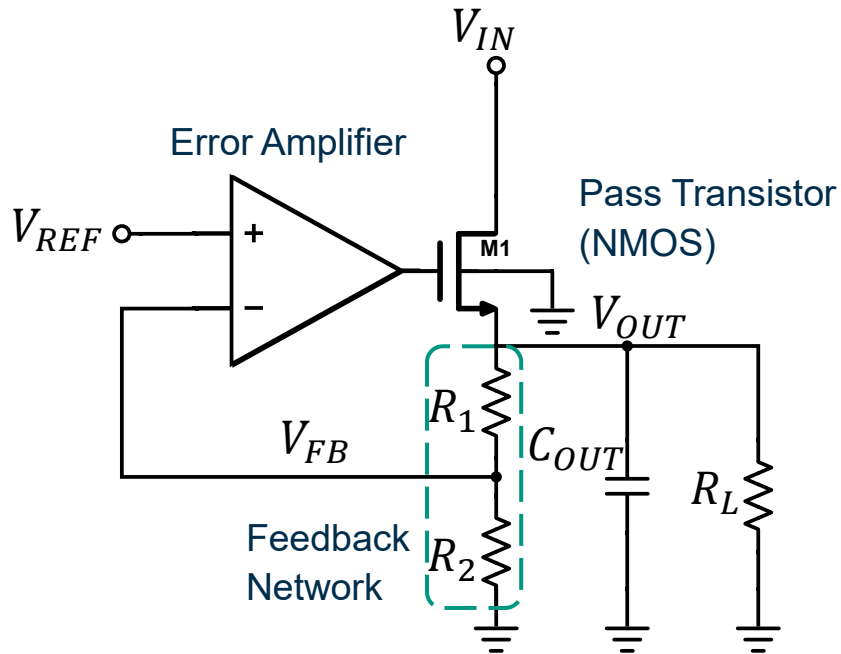 V_IN
Error Amplifier
Pass Transistor
(NMOS)
V_REF
+
M1
−
V_OUT
R_1
V_FB
C_OUT
R_L
Feedback
Network
R_2